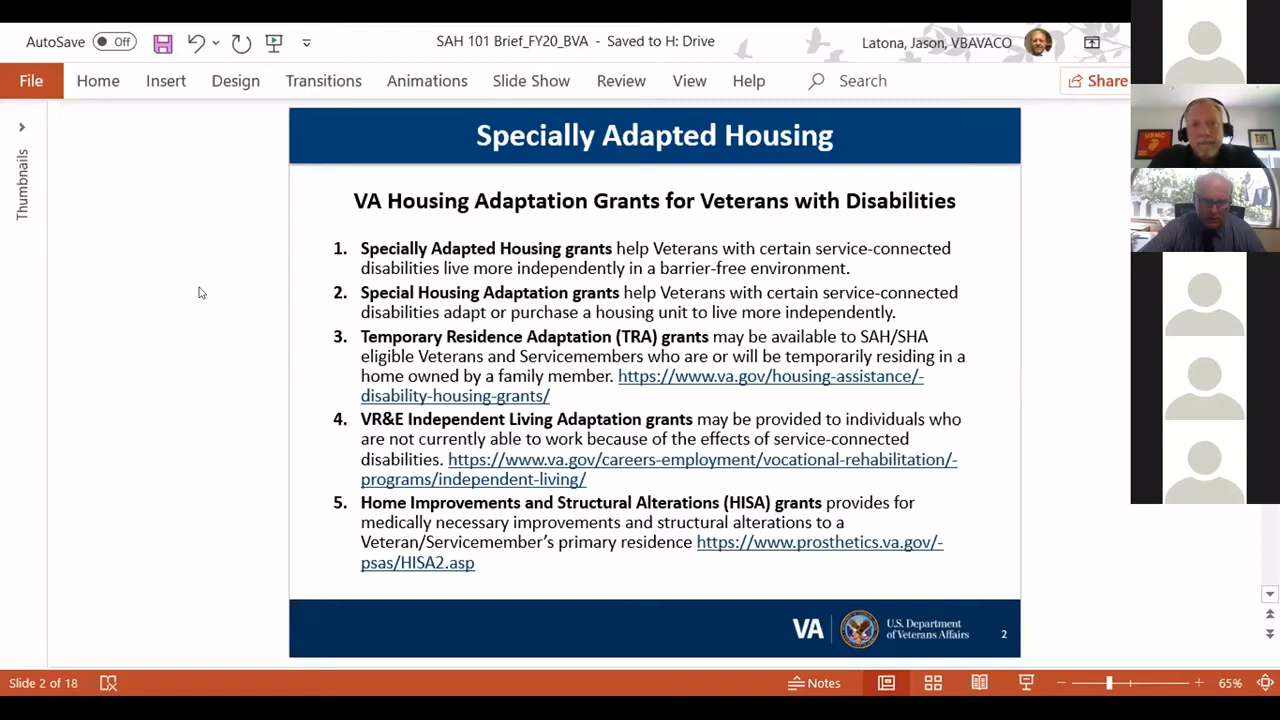 AutoSave Off SAH 101 Brief_FY20_BVA - Saved to H: Drive Latona, Jason, VBAVACO
File Home Insert Design Transitions Animations Slide Show Review View Help Search Share
Thumbnails
Specially Adapted Housing
VA Housing Adaptation Grants for Veterans with Disabilities
1. Specially Adapted Housing grants help Veterans with certain service-connected
disabilities live more independently in a barrier-free environment.
2. Special Housing Adaptation grants help Veterans with certain service-connected
disabilities adapt or purchase a housing unit to live more independently.
3. Temporary Residence Adaptation (TRA) grants may be available to SAH/SHA
eligible Veterans and Servicemembers who are or will be temporarily residing in a
home owned by a family member. https://www.va.gov/housing-assistance/-
disability-housing-grants/
4. VR&E Independent Living Adaptation grants may be provided to individuals who
are not currently able to work because of the effects of service-connected
disabilities. https://www.va.gov/careers-employment/vocational-rehabilitation/-
programs/independent-living/
5. Home Improvements and Structural Alterations (HISA) grants provides for
medically necessary improvements and structural alterations to a
Veteran/Servicemember's primary residence https://www.prosthetics.va.gov/-
psas/HISA2.asp
VA U.S. Department
of Veterans Affairs
2
USMC
Slide 2 of 18 Notes 65%